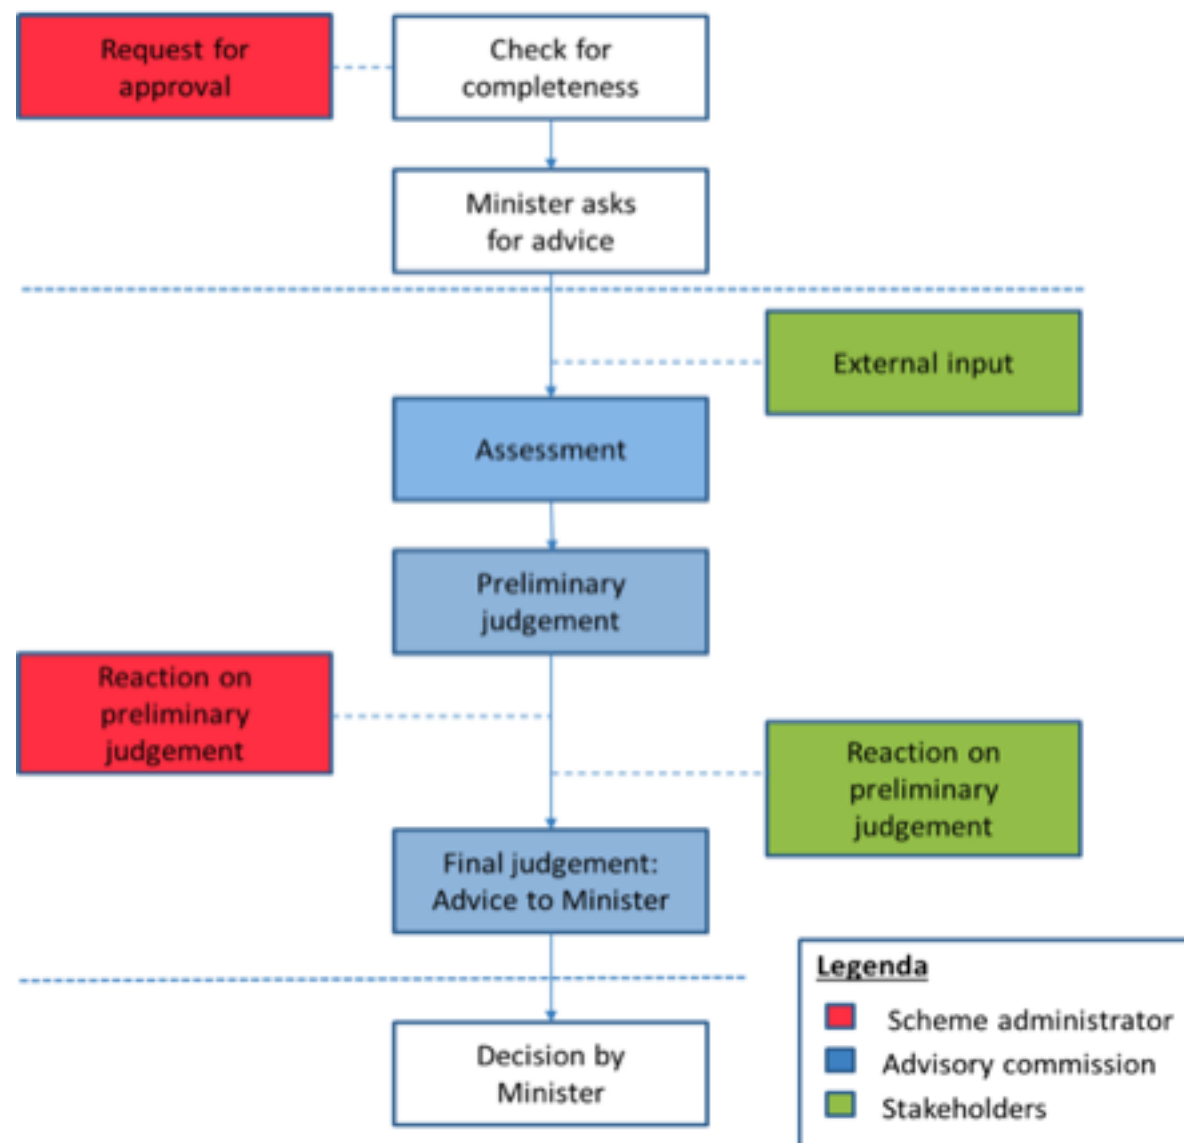 Request for
approval
Check for
completeness
Minister asks
for advice
External input
Assessment
Preliminary
judgement
Reaction on
preliminary
judgement
Reaction on
preliminary
judgement
Final judgement:
Advice to Minister
Decision by
Minister
Legenda
Scheme administrator
Advisory commission
Stakeholders